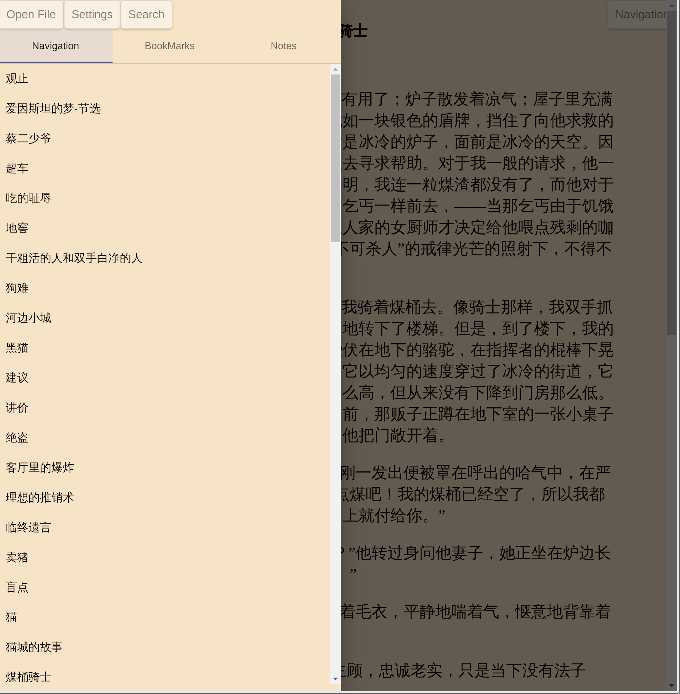 Open File
Settings
Search
Navigation
BookMarks
Notes
观止
爱因斯坦的梦-节选
蔡二少爷
超车
吃的耻辱
地窖
干粗活的人和双手白净的人
狗难
河边小城
黑猫
建议
讲价
绝盗
客厅里的爆炸
理想的推销术
临终遗言
卖猪
盲点
猫
猫城的故事
煤桶骑士
Navigation
骑士
有用了；炉子散发着凉气；屋子里充满
如一块银色的盾牌，挡住了向他求救的
是冰冷的炉子，面前是冰冷的天空。因
去寻求帮助。对于我一般的请求，他一
明，我连一粒煤渣都没有了，而他对于
乞丐一样前去，——当那乞丐由于饥饿
人家的女厨师才决定给他喂点残剩的咖
不可杀人”的戒律光芒的照射下，不得不
我骑着煤桶去。像骑士那样，我双手抓
地转下了楼梯。但是，到了楼下，我的
伏在地下的骆驼，在指挥者的棍棒下晃
它以均匀的速度穿过了冰冷的街道，它
么高，但从来没有下降到门房那么低。
前，那贩子正蹲在地下室的一张小桌子
他把门敞开着。
刚一发出便被罩在呼出的哈气中，在严
点煤吧！我的煤桶已经空了，所以我都
上就付给你。”
？”他转过身问他妻子，她正坐在炉边长
”
着毛衣，平静地喘着气，惬意地背靠着
主顾，忠诚老实，只是当下没有法子